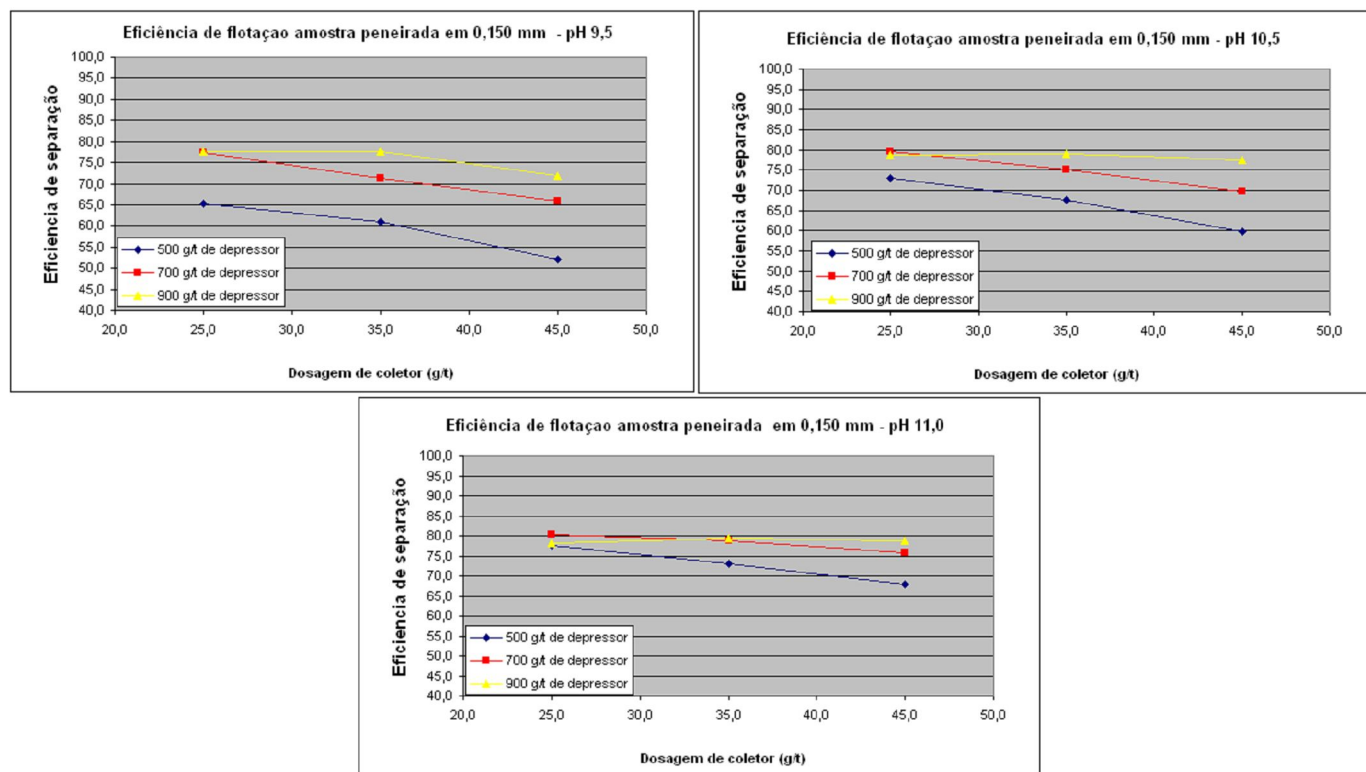 Eficiência de flotaçao amostra peneirada em 0,150 mm - pH 9,5
Eficiencia de separação
100,0
95,0
90,0
85,0
80,0
75,0
70,0
65,0
60,0
55,0
50,0
45,0
40,0
500 g/t de depressor
700 g/t de depressor
900 g/t de depressor
20,0 25,0 30,0 35,0 40,0 45,0 50,0
Dosagem de coletor (g/t)
Eficiência de flotaçao amostra peneirada em 0,150 mm - pH 10,5
Eficiencia de separação
100,0
95,0
90,0
85,0
80,0
75,0
70,0
65,0
60,0
55,0
50,0
45,0
40,0
500 g/t de depressor
700 g/t de depressor
900 g/t de depressor
20,0 25,0 30,0 35,0 40,0 45,0 50,0
Dosagem de coletor (g/t)
Eficiência de flotaçao amostra peneirada em 0,150 mm - pH 11,0
Eficiencia de separação
100,0
95,0
90,0
85,0
80,0
75,0
70,0
65,0
60,0
55,0
50,0
45,0
40,0
500 g/t de depressor
700 g/t de depressor
900 g/t de depressor
20,0 25,0 30,0 35,0 40,0 45,0 50,0
Dosagem de coletor (g/t)